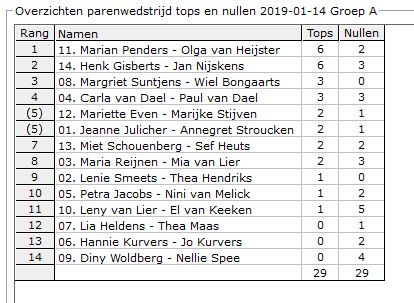 Overzichten parenwedstrijd tops en nullen 2019-01-14 Groep A
Rang Namen Tops Nullen
1 11. Marian Penders - Olga van Heijster 6 2
2 14. Henk Gisberts - Jan Nijskens 6 3
3 08. Margriet Suntjens - Wiel Bongaarts 3 0
4 04. Carla van Dael - Paul van Dael 3 3
(5) 12. Mariette Even - Marijke Stijven 2 1
(5) 01. Jeanne Julicher - Annegret Stroucken 2 1
7 13. Miet Schouenberg - Sef Heuts 2 2
8 03. Maria Reijnen - Mia van Lier 2 3
9 02. Lenie Smeets - Thea Hendriks 1 0
10 05. Petra Jacobs - Nini van Melick 1 2
11 10. Leny van Lier - El van Keeken 1 5
12 07. Lia Heldens - Thea Maas 0 1
13 06. Hannie Kurvers - Jo Kurvers 0 2
14 09. Diny Woldberg - Nellie Spee 0 4
29 29